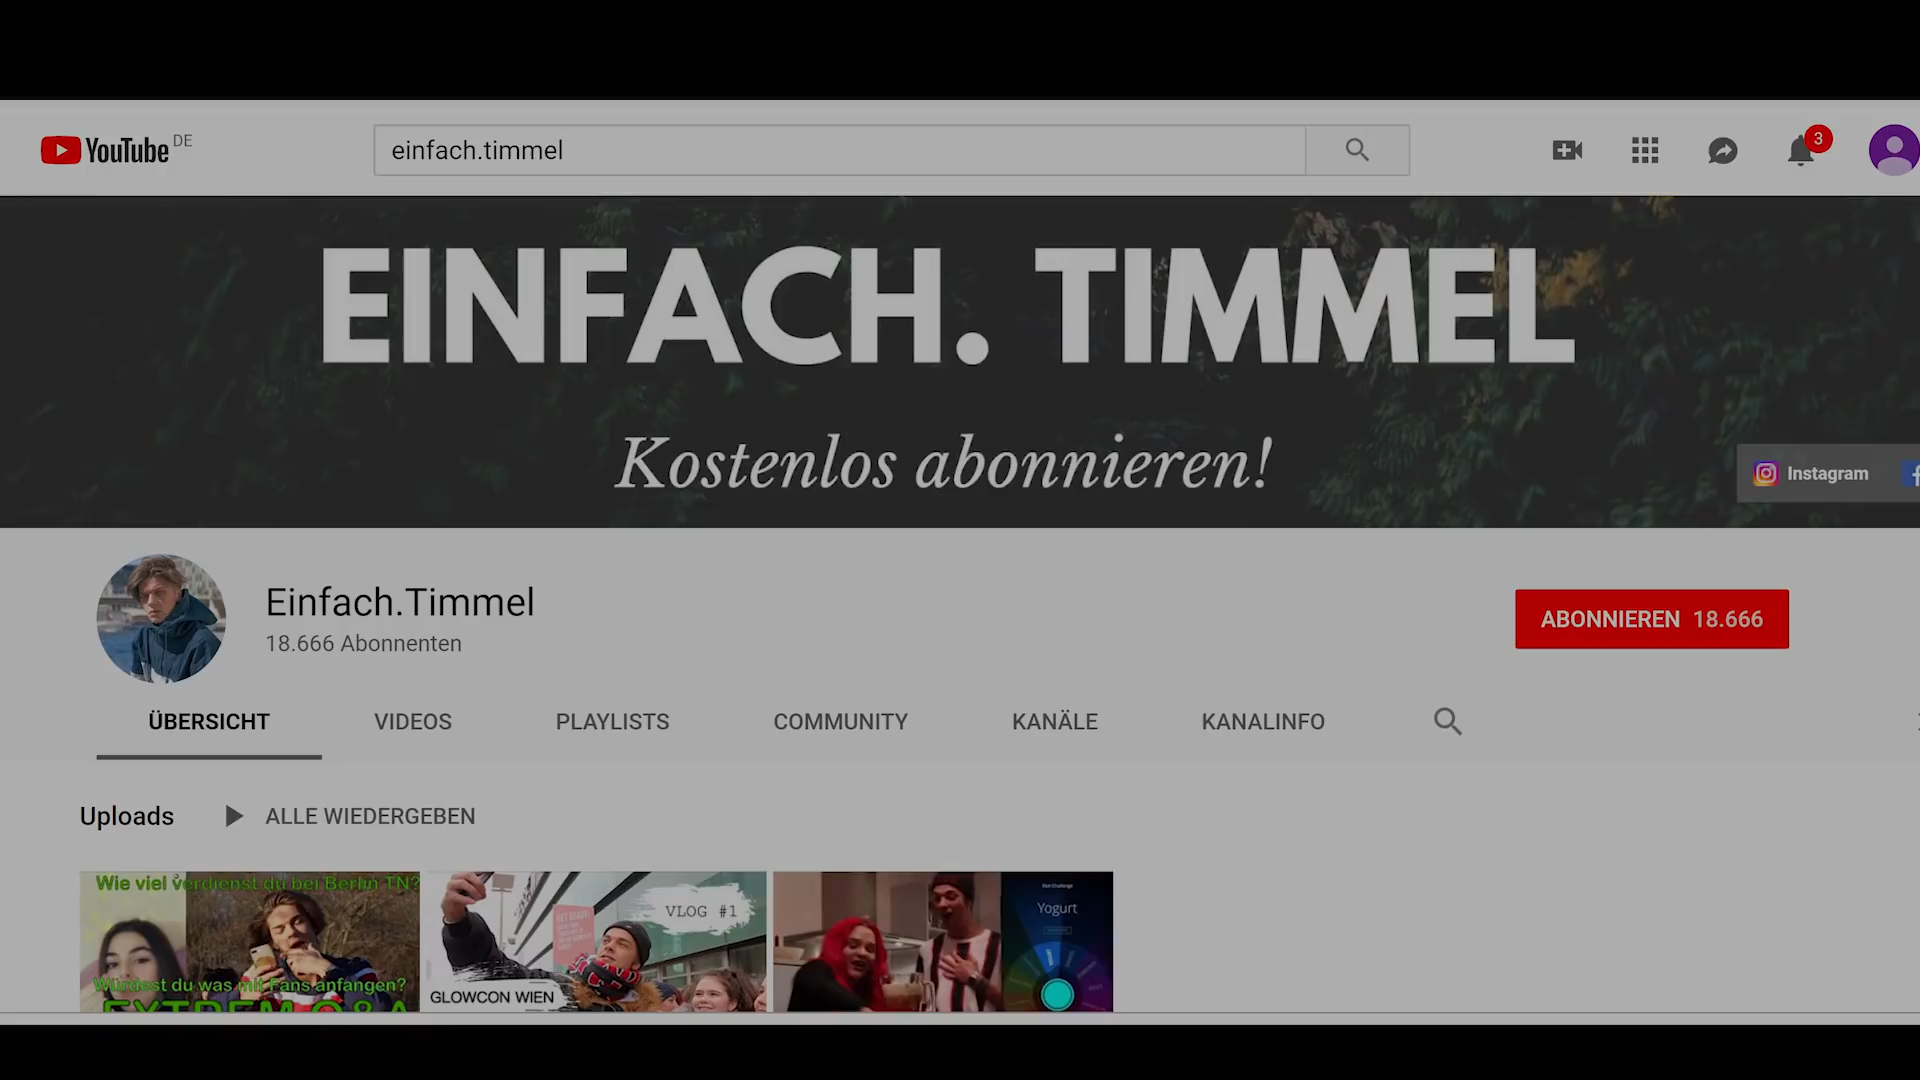 YouTube DE
einfach.timmel
3
EINFACH. TIMMEL
Kostenlos abonnieren!
Instagram
Einfach.Timmel
18.666 Abonnenten
ABONNIEREN 18.666
ÜBERSICHT VIDEOS PLAYLISTS COMMUNITY KANÄLE KANALINFO
Uploads ALLE WIEDERGEBEN
Wie viel verdienst du bei Berlin TN?
Würdest du was mit Fans anfangen?
EXTREM Q&A
VLOG #1
GLOWCON WIEN
Yogurt